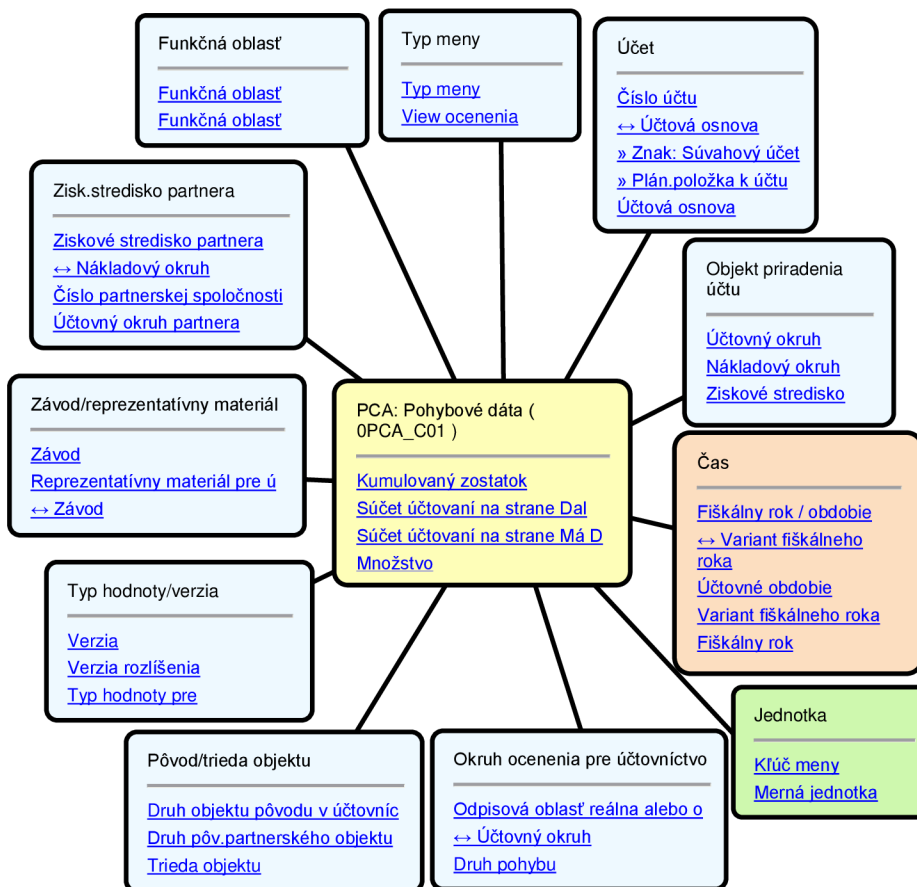 Funkčná oblasť
Funkčná oblasť
Funkčná oblasť
Typ meny
Typ meny
View ocenenia
Účet
Číslo účtu
↔ Účtová osnova
» Znak: Súvahový účet
» Plán.položka k účtu
Účtová osnova
Zisk.stredisko partnera
Ziskové stredisko partnera
↔ Nákladový okruh
Číslo partnerskej spoločnosti
Účtovný okruh partnera
Objekt priradenia
účtu
Účtovný okruh
Nákladový okruh
Ziskové stredisko
Závod/reprezentatívny materiál
Závod
Reprezentatívny materiál pre ú
↔ Závod
PCA: Pohybové dáta (
0PCA_C01 )
Kumulovaný zostatok
Súčet účtovaní na strane Dal
Súčet účtovaní na strane Má D
Množstvo
Čas
Fiškálny rok / obdobie
↔ Variant fiškálneho
roka
Účtovné obdobie
Variant fiškálneho roka
Fiškálny rok
Typ hodnoty/verzia
Verzia
Verzia rozlíšenia
Typ hodnoty pre
Jednotka
Kľúč meny
Merná jednotka
Pôvod/trieda objektu
Druh objektu pôvodu v účtovníc
Druh pôv.partnerského objektu
Trieda objektu
Okruh ocenenia pre účtovníctvo
Odpisová oblasť reálna alebo o
↔ Účtovný okruh
Druh pohybu